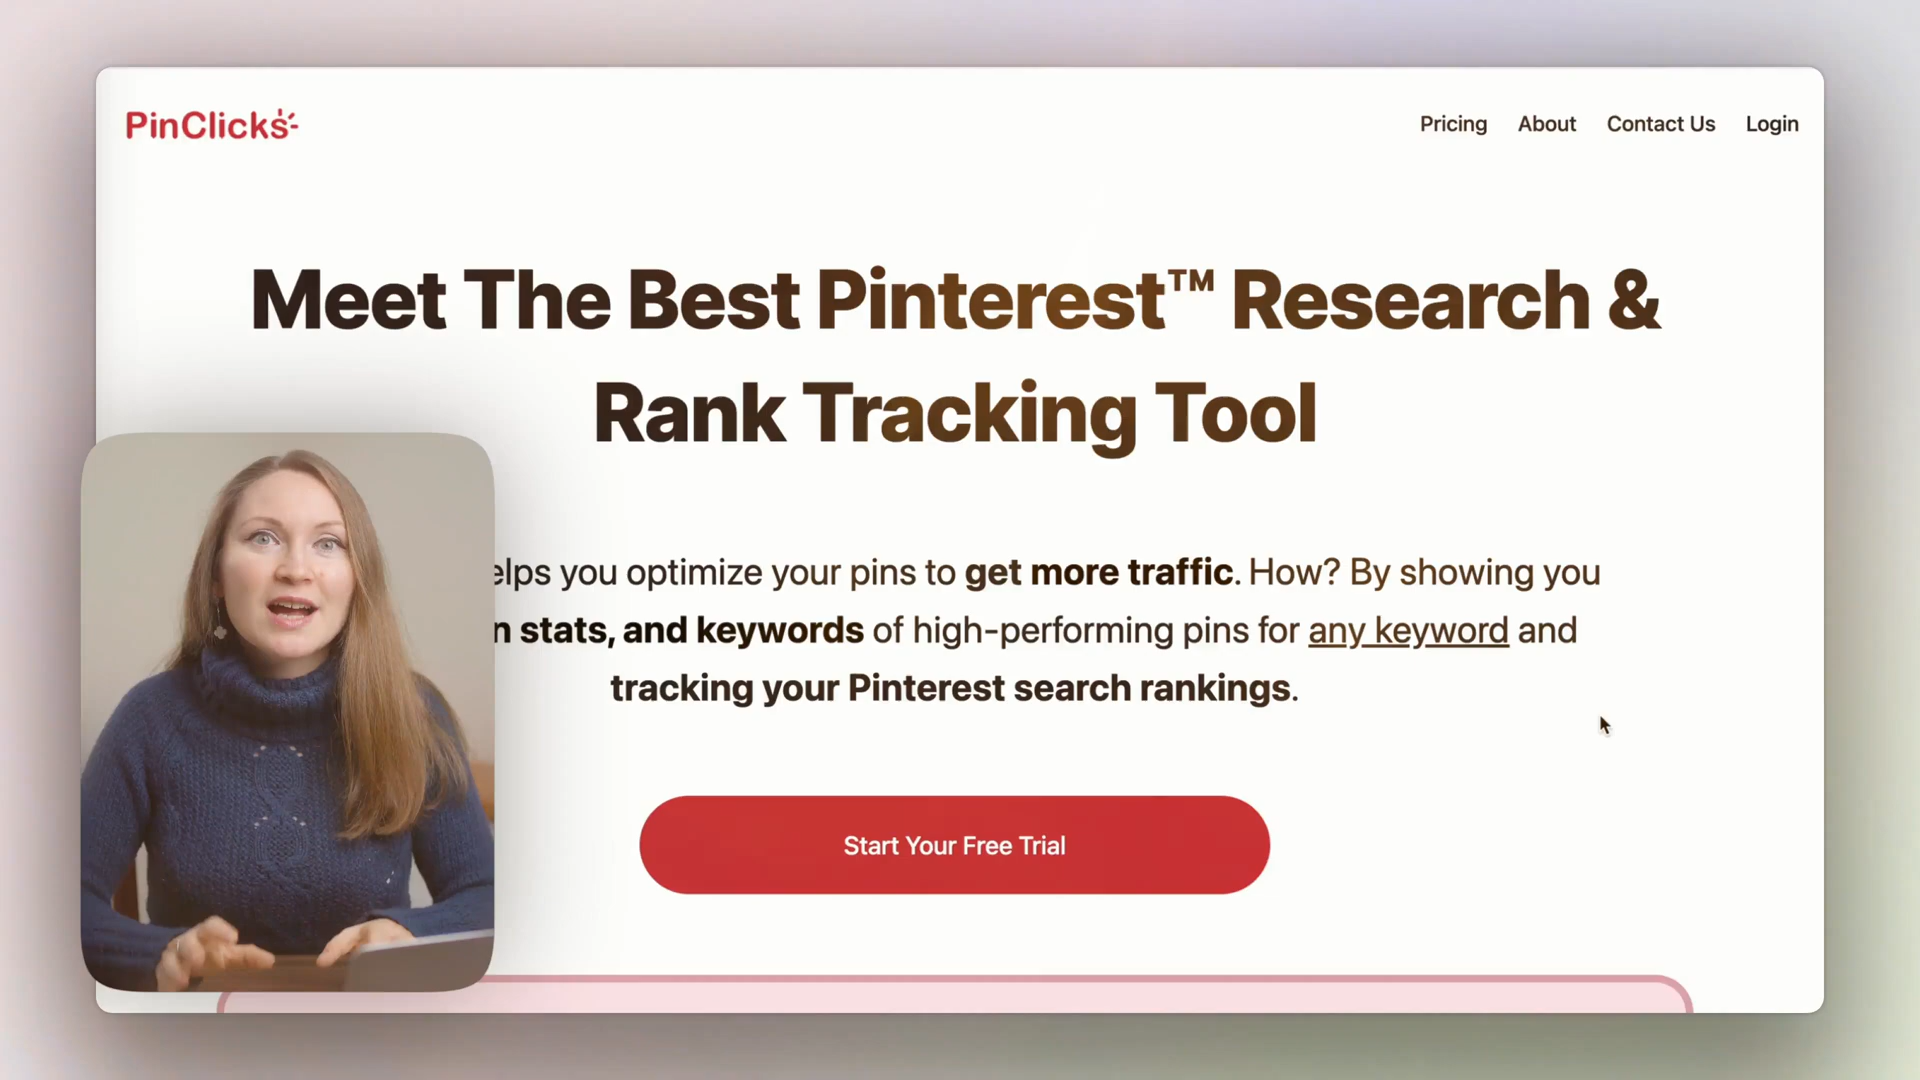 PinClicks
Pricing About Contact Us Login
Meet The Best Pinterest™ Research &
Rank Tracking Tool
you optimize your pins to get more traffic. How? By showing you
stats, and keywords of high-performing pins for any keyword and
tracking your Pinterest search rankings.
Start Your Free Trial